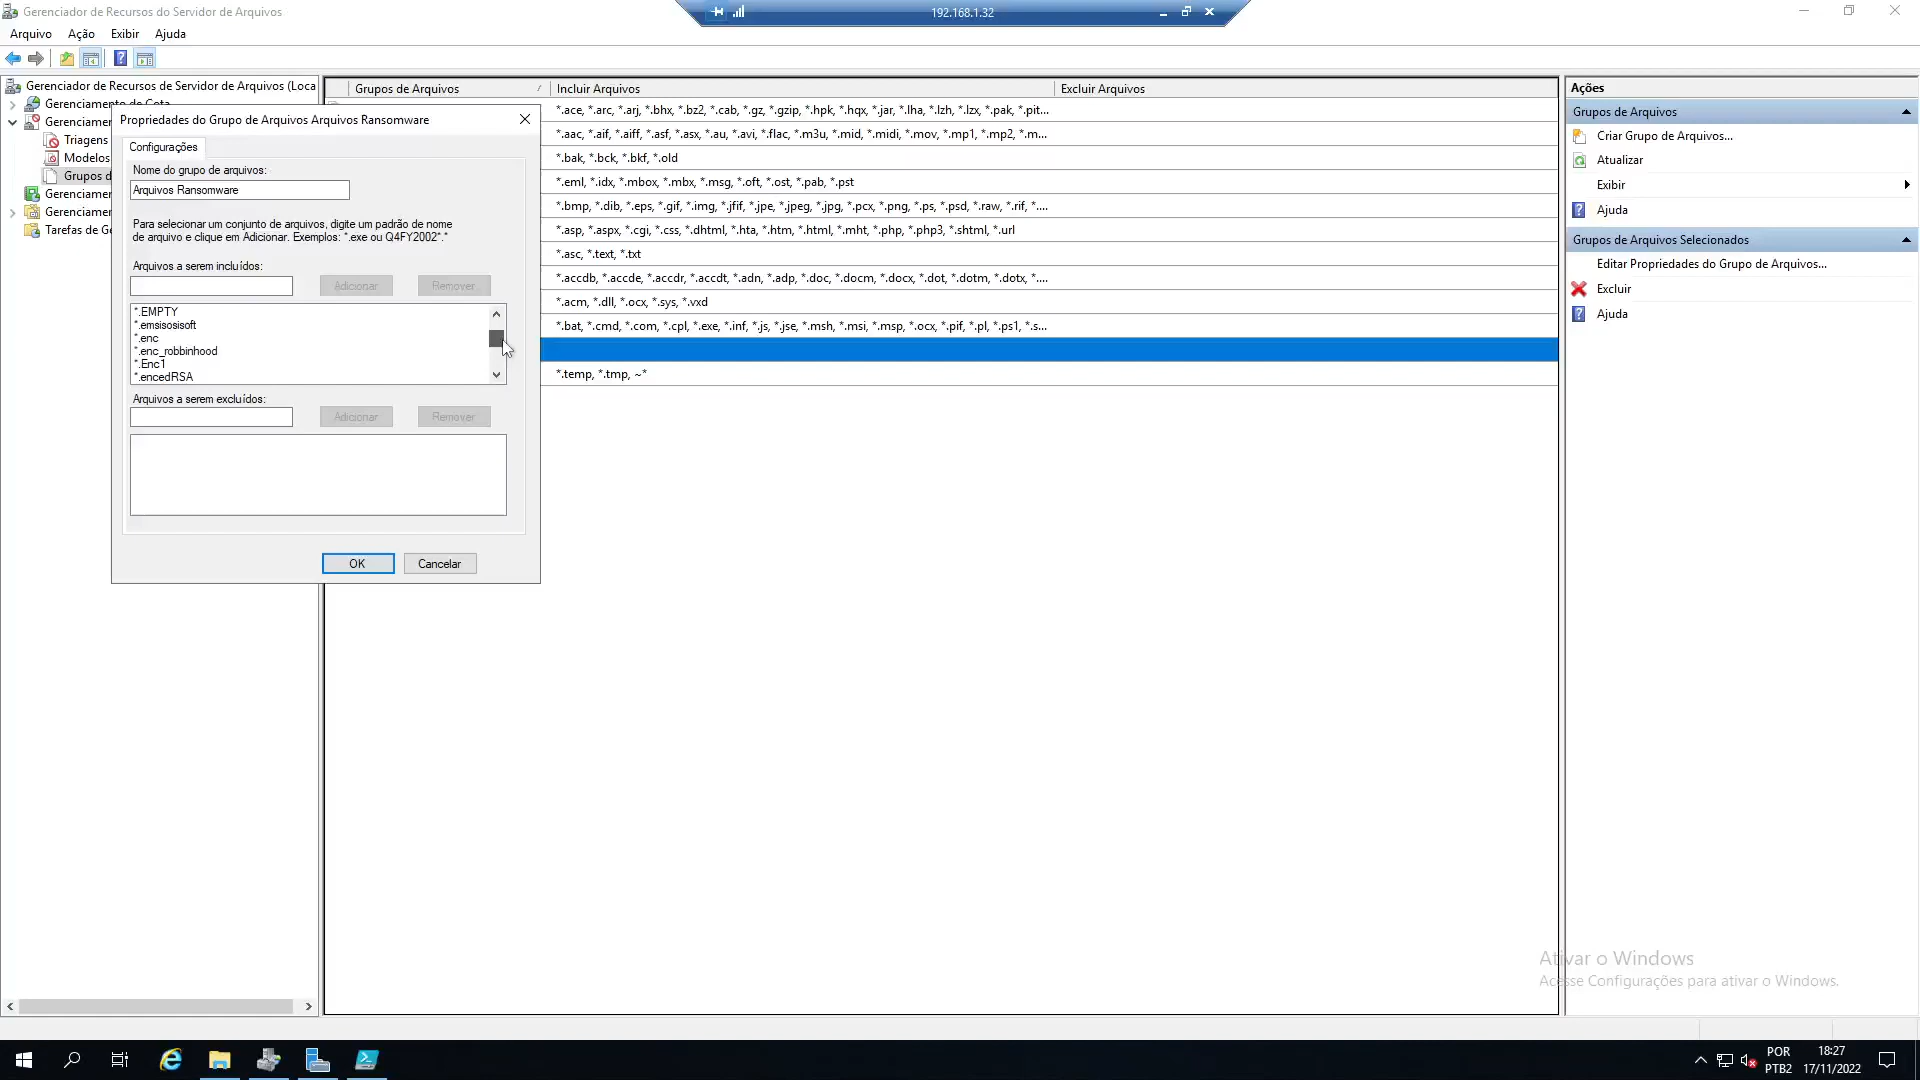 Gerenciador de Recursos do Servidor de Arquivos
192.168.1.32
Arquivo Ação Exibir Ajuda
Gerenciador de Recursos do Servidor de Arquivos (Loca
Gerenciamento de Cota
Gerenciamen
Triagens
Modelos
Grupos d
Gerenciamen
Gerenciamen
Tarefas de Ge
Propriedades do Grupo de Arquivos Arquivos Ransomware
Configurações
Nome do grupo de arquivos:
Arquivos Ransomware
Para selecionar um conjunto de arquivos, digite um padrão de nome
de arquivo e clique em Adicionar. Exemplos: *.exe ou Q4FY2002*.*
Arquivos a serem incluídos:
Adicionar Remover
*.EMPTY
*.emsisosisoft
*.enc
*.enc_robbinhood
*.Enc1
*.encedRSA
Arquivos a serem excluídos:
Adicionar Remover
OK Cancelar
Grupos de Arquivos Incluir Arquivos Excluir Arquivos
*.ace, *.arc, *.arj, *.bhx, *.bz2, *.cab, *.gz, *.gzip, *.hpk, *.hqx, *.jar, *.lha, *.lzh, *.lzx, *.pak, *.pit...
*.aac, *.aif, *.aiff, *.asf, *.asx, *.au, *.avi, *.flac, *.m3u, *.mid, *.midi, *.mov, *.mp1, *.mp2, *.m...
*.bak, *.bck, *.bkf, *.old
*.eml, *.idx, *.mbox, *.mbx, *.msg, *.oft, *.ost, *.pab, *.pst
*.bmp, *.dib, *.eps, *.gif, *.img, *.jfif, *.jpe, *.jpeg, *.jpg, *.pcx, *.png, *.ps, *.psd, *.raw, *.rif, *....
*.asp, *.aspx, *.cgi, *.css, *.dhtml, *.hta, *.htm, *.html, *.mht, *.php, *.php3, *.shtml, *.url
*.asc, *.text, *.txt
*.accdb, *.accde, *.accdr, *.accdt, *.adn, *.adp, *.doc, *.docm, *.docx, *.dot, *.dotm, *.dotx, *....
*.acm, *.dll, *.ocx, *.sys, *.vxd
*.bat, *.cmd, *.com, *.cpl, *.exe, *.inf, *.js, *.jse, *.msh, *.msi, *.msp, *.ocx, *.pif, *.pl, *.ps1, *.s...
*.temp, *.tmp, ~*
Ações
Grupos de Arquivos
Criar Grupo de Arquivos...
Atualizar
Exibir
Ajuda
Grupos de Arquivos Selecionados
Editar Propriedades do Grupo de Arquivos...
Excluir
Ajuda
Ativar o Windows
Acesse Configurações para ativar o Windows.
POR
PTB2
18:27
17/11/2022